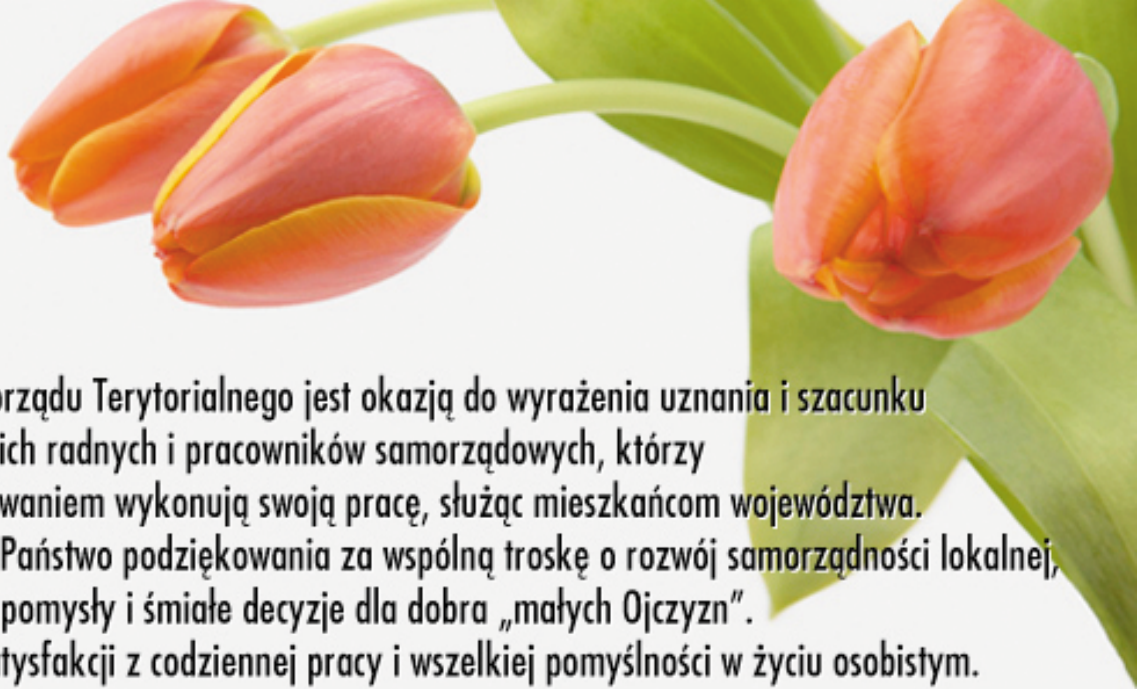 orządu Terytorialnego jest okazją do wyrażenia uznania i szacunku
ich radnych i pracowników samorządowych, którzy
waniem wykonują swoją pracę, służąc mieszkańcom województwa.
Państwo podziękowania za wspólną troskę o rozwój samorządności lokalnej,
pomysły i śmiałe decyzje dla dobra „małych Ojczyzn”.
tysfakcji z codziennej pracy i wszelkiej pomyślności w życiu osobistym.